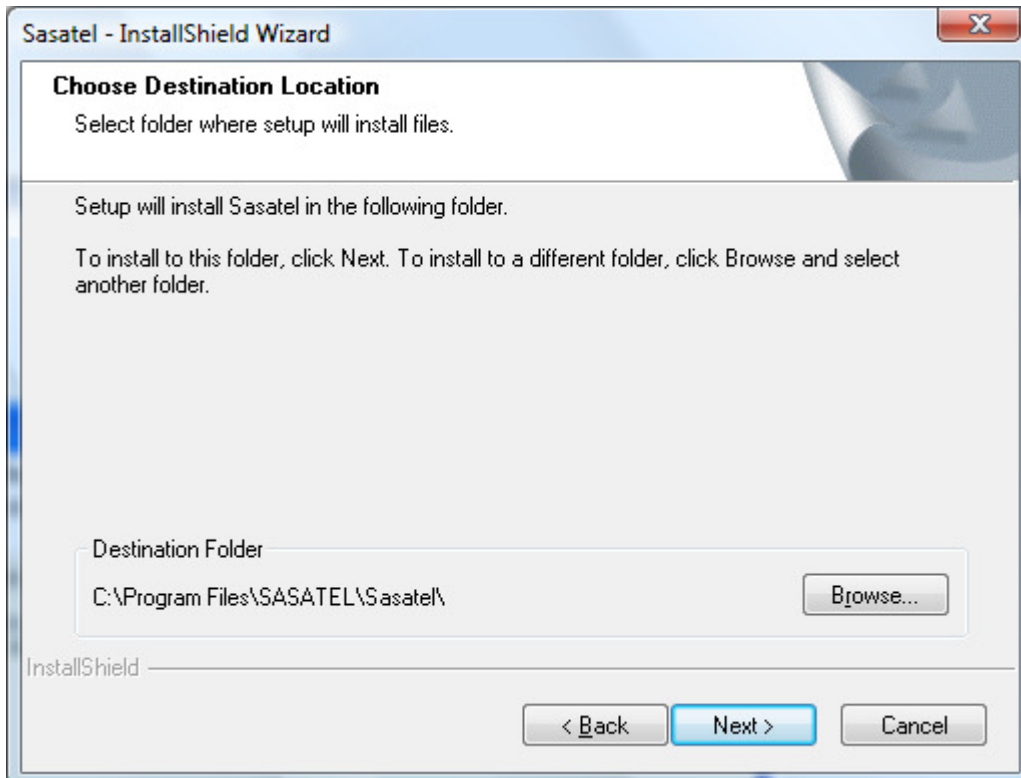 Sasatel - InstallShield Wizard
Choose Destination Location
Select folder where setup will install files.
Setup will install Sasatel in the following folder.
To install to this folder, click Next. To install to a different folder, click Browse and select
another folder.
Destination Folder
C:\Program Files\SASATEL\Sasatel\
Browse...
InstallShield
< Back
Next >
Cancel